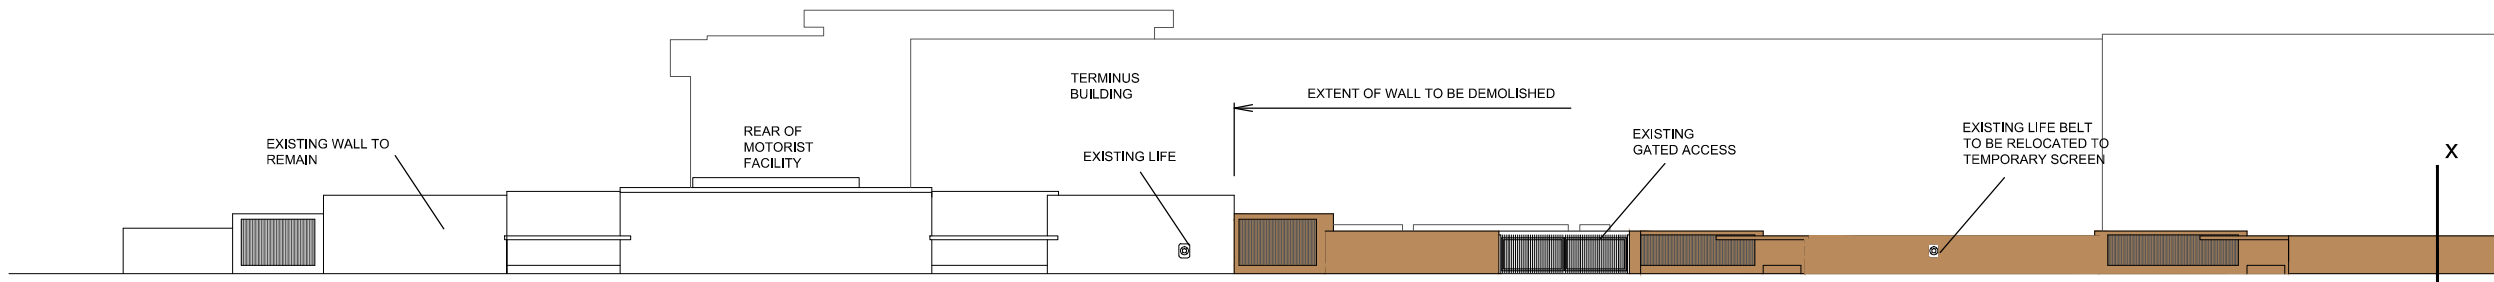 EXISTING WALL TO
REMAIN
REAR OF
MOTORIST
FACILITY
TERMINUS
BUILDING
EXISTING LIFE
EXTENT OF WALL TO BE DEMOLISHED
EXISTING
GATED ACCESS
EXISTING LIFE BELT
TO BE RELOCATED TO
TEMPORARY SCREEN
X